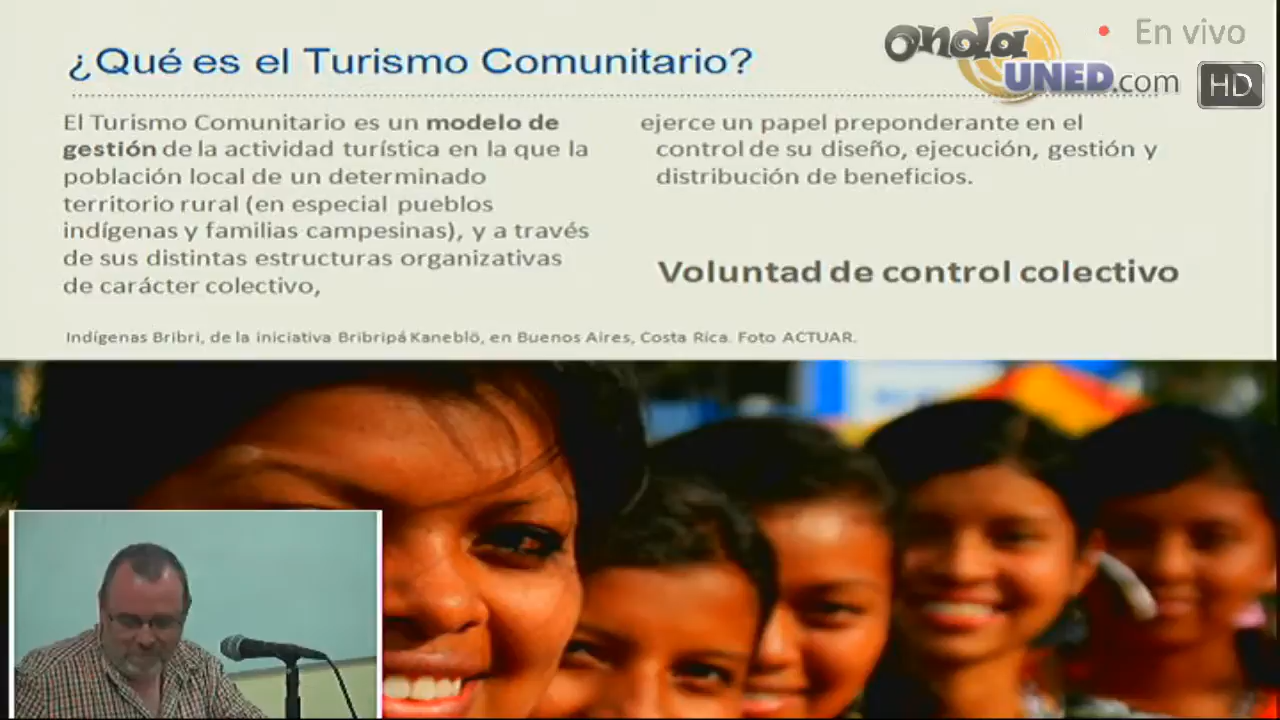 ¿Qué es el Turismo Comunitario?
onda
UNED.com
En vivo
HD
El Turismo Comunitario es un modelo de
gestión de la actividad turística en la que la
población local de un determinado
territorio rural (en especial pueblos
indígenas y familias campesinas), y a través
de sus distintas estructuras organizativas
de carácter colectivo,
ejerce un papel preponderante en el
control de su diseño, ejecución, gestión y
distribución de beneficios.
Voluntad de control colectivo
Indígenas Bribri, de la iniciativa Bribripá Kaneblö, en Buenos Aires, Costa Rica. Foto ACTUAR.